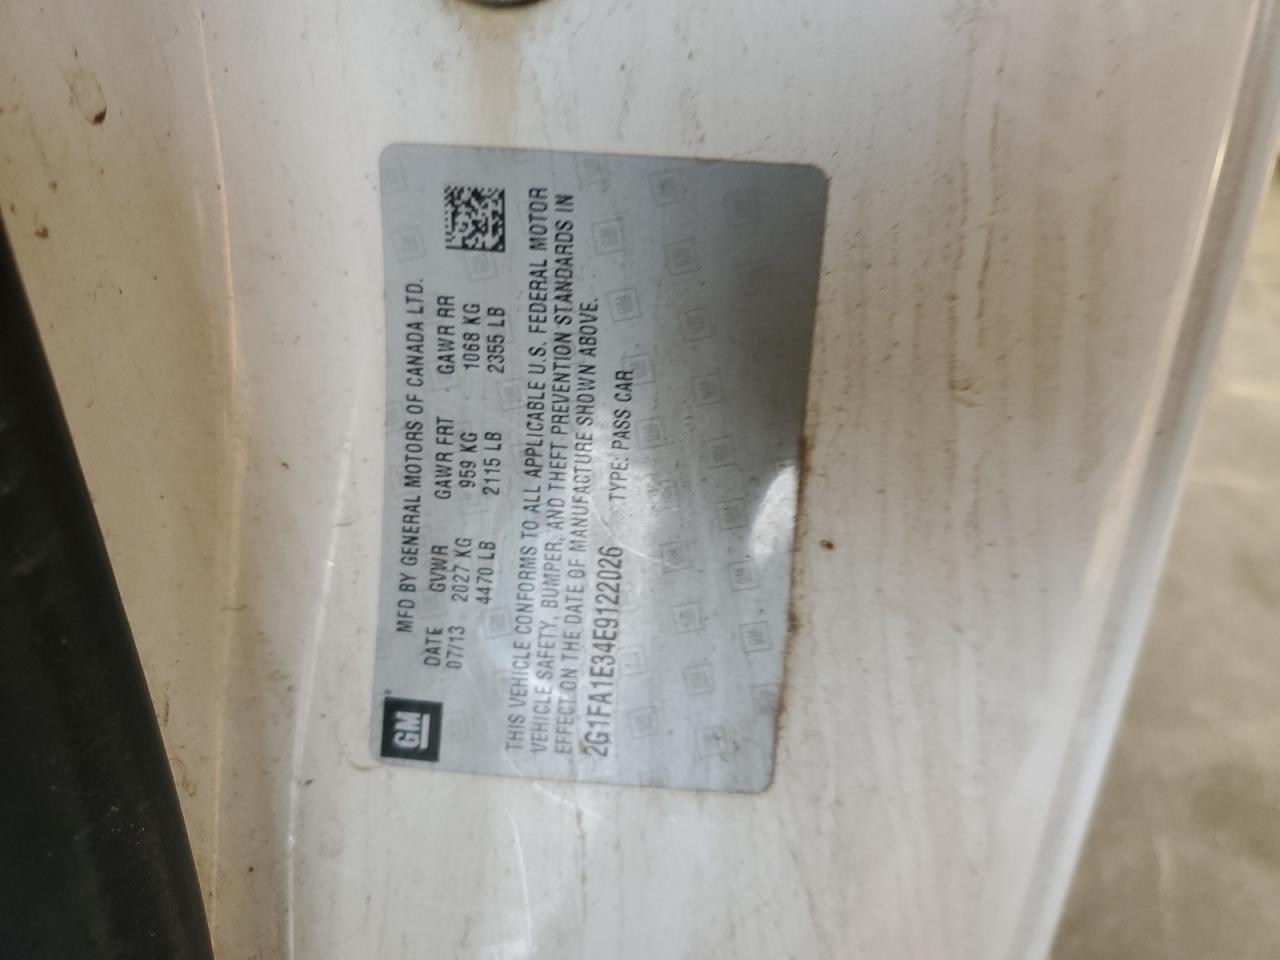 GM
MFD BY GENERAL MOTORS OF CANADA LTD.
DATE GVWR GAWR FRT GAWR RR
07/13 2027 KG 959 KG 1068 KG
4470 LB 2115 LB 2355 LB
THIS VEHICLE CONFORMS TO ALL APPLICABLE U.S. FEDERAL MOTOR
VEHICLE SAFETY, BUMPER, AND THEFT PREVENTION STANDARDS IN
EFFECT ON THE DATE OF MANUFACTURE SHOWN ABOVE.
2G1FA1E34E9122026 TYPE: PASS CAR